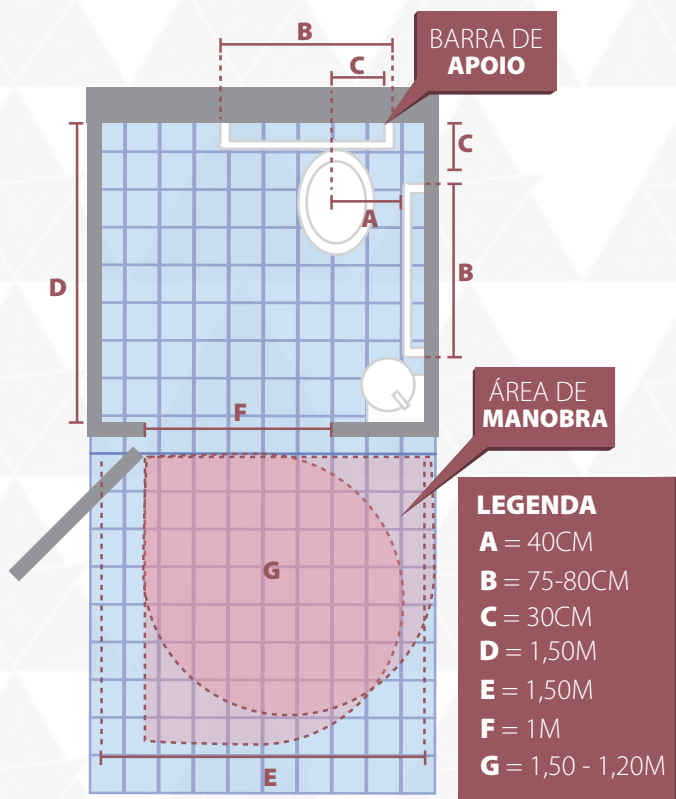 B
BARRA DE
APOIO
C
C
A
B
D
F
ÁREA DE
MANOBRA
G
E
LEGENDA
A = 40CM
B = 75-80CM
C = 30CM
D = 1,50M
E = 1,50M
F = 1M
G = 1,50 - 1,20M